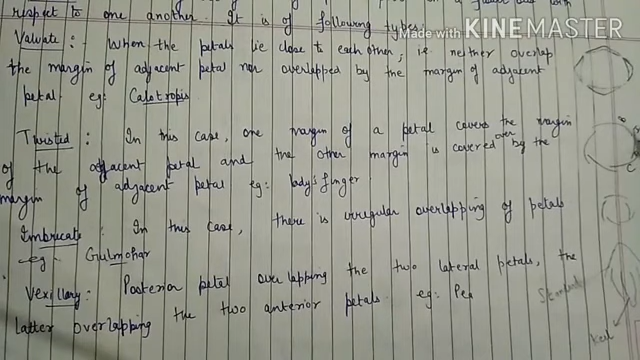 respect to one another. It is of following types.
Made with KINEMASTER
Valvate :- When the petals lie close to each other, i.e. neither overlap
the margin of adjacent petal nor overlapped by the margin of adjacent
petal eg: Calotropis
Twisted : In this case, one margin of a petal covers the margin
of the adjacent petal and the other margin is covered over by the
margin of adjacent petal eg: lady's finger
Imbricate : In this case, there is irregular overlapping of petals
eg:- Gulmohar
Vexillary : Posterior petal overlapping the two lateral petals, the
latter overlapping the two anterior petals eg: Pea
Standard
Keel